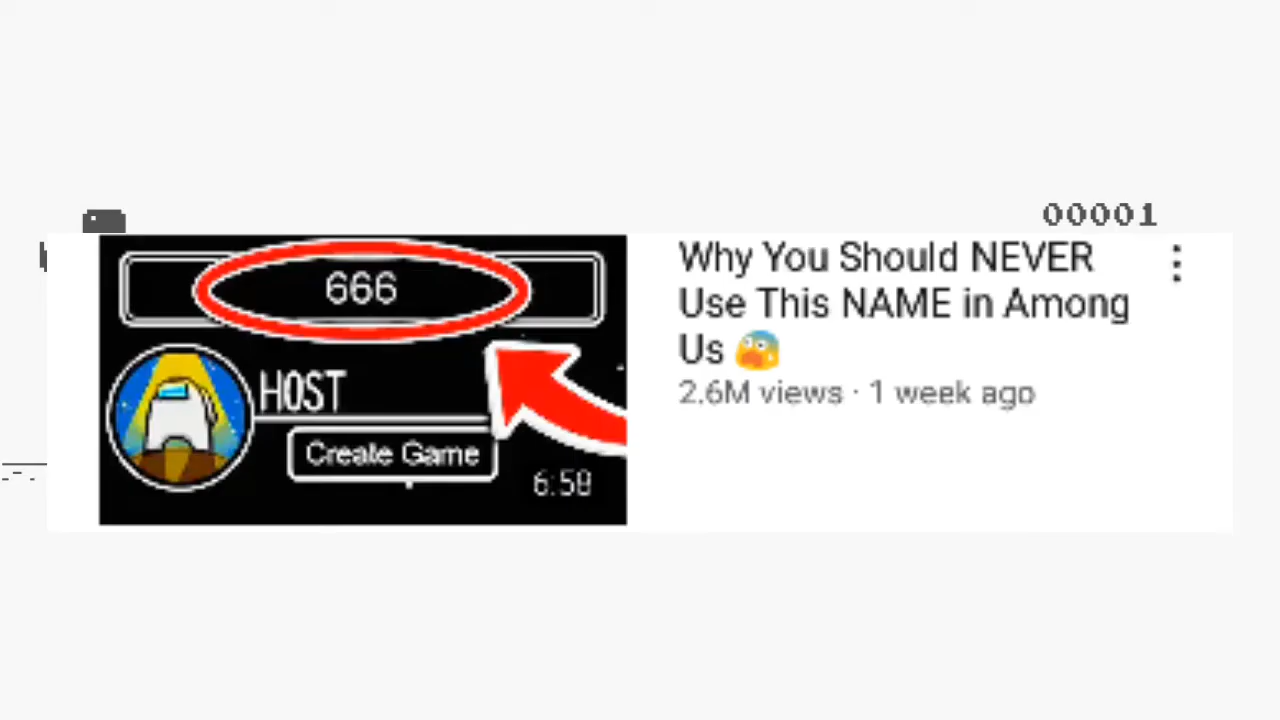 00001
666
HOST
Create Game
6:58
Why You Should NEVER
Use This NAME in Among
Us 😨
2.6M views · 1 week ago